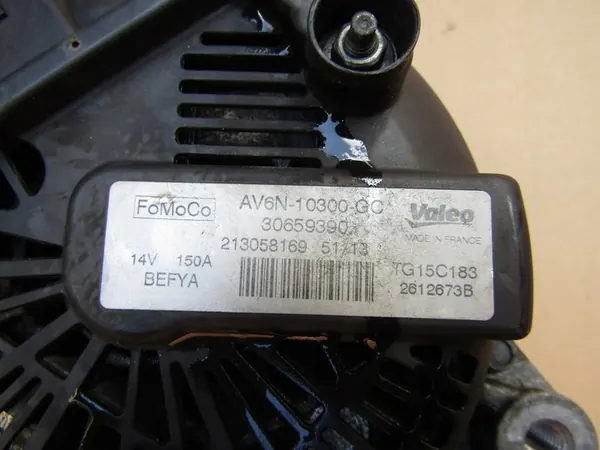 FoMoCo AV6N-10300-GC Valeo
30659390 MADE IN FRANCE
213058169 51/13
14V 150A TG15C183
BEFYA 2612673B